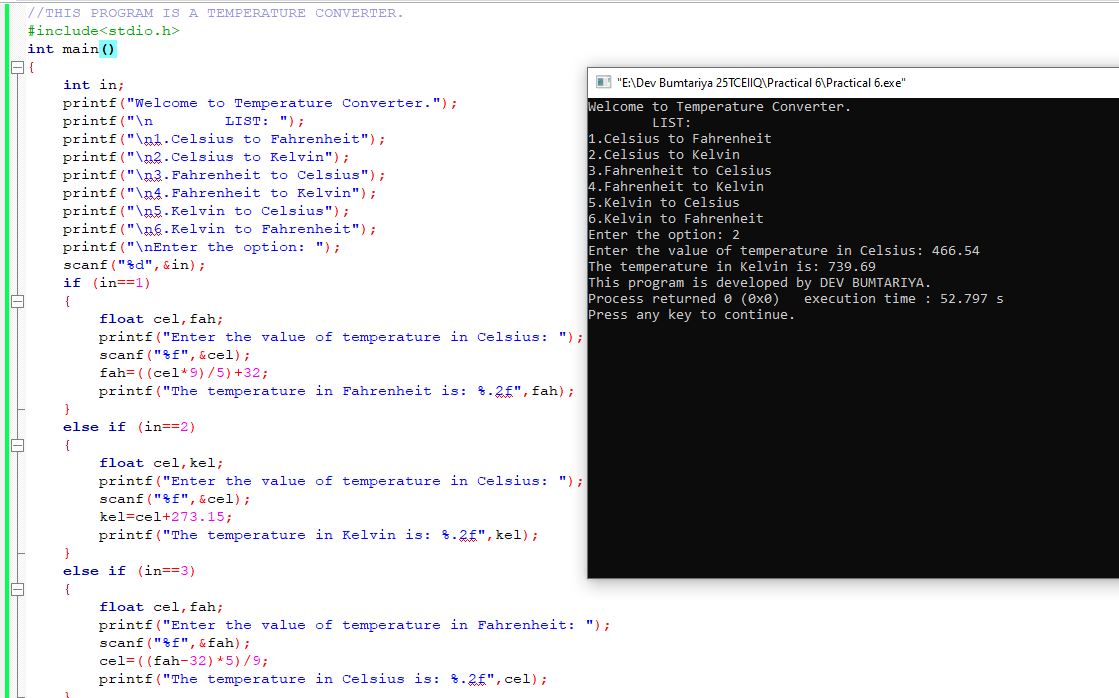 //THIS PROGRAM IS A TEMPERATURE CONVERTER.
#include<stdio.h>
int main()
{
    int in;
    printf("Welcome to Temperature Converter.");
    printf("\n        LIST: ");
    printf("\n1.Celsius to Fahrenheit");
    printf("\n2.Celsius to Kelvin");
    printf("\n3.Fahrenheit to Celsius");
    printf("\n4.Fahrenheit to Kelvin");
    printf("\n5.Kelvin to Celsius");
    printf("\n6.Kelvin to Fahrenheit");
    printf("\nEnter the option: ");
    scanf("%d",&in);
    if (in==1)
    {
        float cel,fah;
        printf("Enter the value of temperature in Celsius: ");
        scanf("%f",&cel);
        fah=((cel*9)/5)+32;
        printf("The temperature in Fahrenheit is: %.2f",fah);
    }
    else if (in==2)
    {
        float cel,kel;
        printf("Enter the value of temperature in Celsius: ");
        scanf("%f",&cel);
        kel=cel+273.15;
        printf("The temperature in Kelvin is: %.2f",kel);
    }
    else if (in==3)
    {
        float cel,fah;
        printf("Enter the value of temperature in Fahrenheit: ");
        scanf("%f",&fah);
        cel=((fah-32)*5)/9;
        printf("The temperature in Celsius is: %.2f",cel);
    }
"E:\Dev Bumtariya 25TCEIIQ\Practical 6\Practical 6.exe"
Welcome to Temperature Converter.
        LIST:
1.Celsius to Fahrenheit
2.Celsius to Kelvin
3.Fahrenheit to Celsius
4.Fahrenheit to Kelvin
5.Kelvin to Celsius
6.Kelvin to Fahrenheit
Enter the option: 2
Enter the value of temperature in Celsius: 466.54
The temperature in Kelvin is: 739.69
This program is developed by DEV BUMTARIYA.
Process returned 0 (0x0)   execution time : 52.797 s
Press any key to continue.